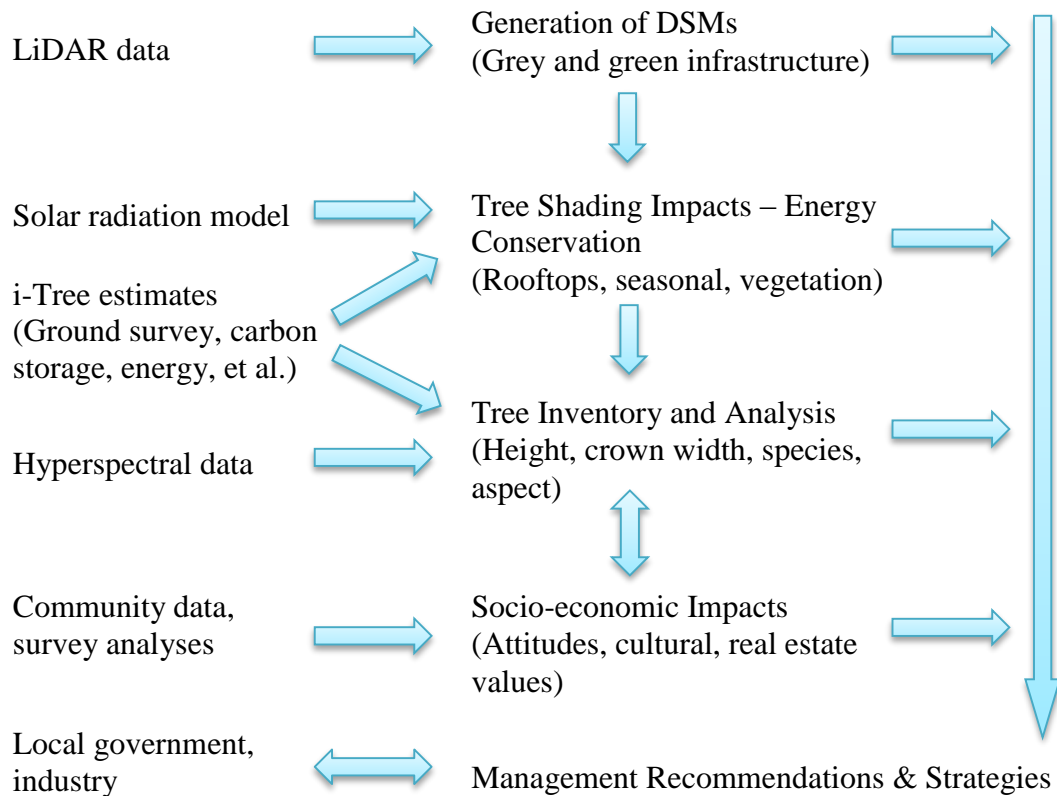 LiDAR data
Generation of DSMs
(Grey and green infrastructure)
Solar radiation model
Tree Shading Impacts – Energy
Conservation
(Rooftops, seasonal, vegetation)
i-Tree estimates
(Ground survey, carbon
storage, energy, et al.)
Tree Inventory and Analysis
(Height, crown width, species,
aspect)
Hyperspectral data
Community data,
survey analyses
Socio-economic Impacts
(Attitudes, cultural, real estate
values)
Local government,
industry
Management Recommendations & Strategies